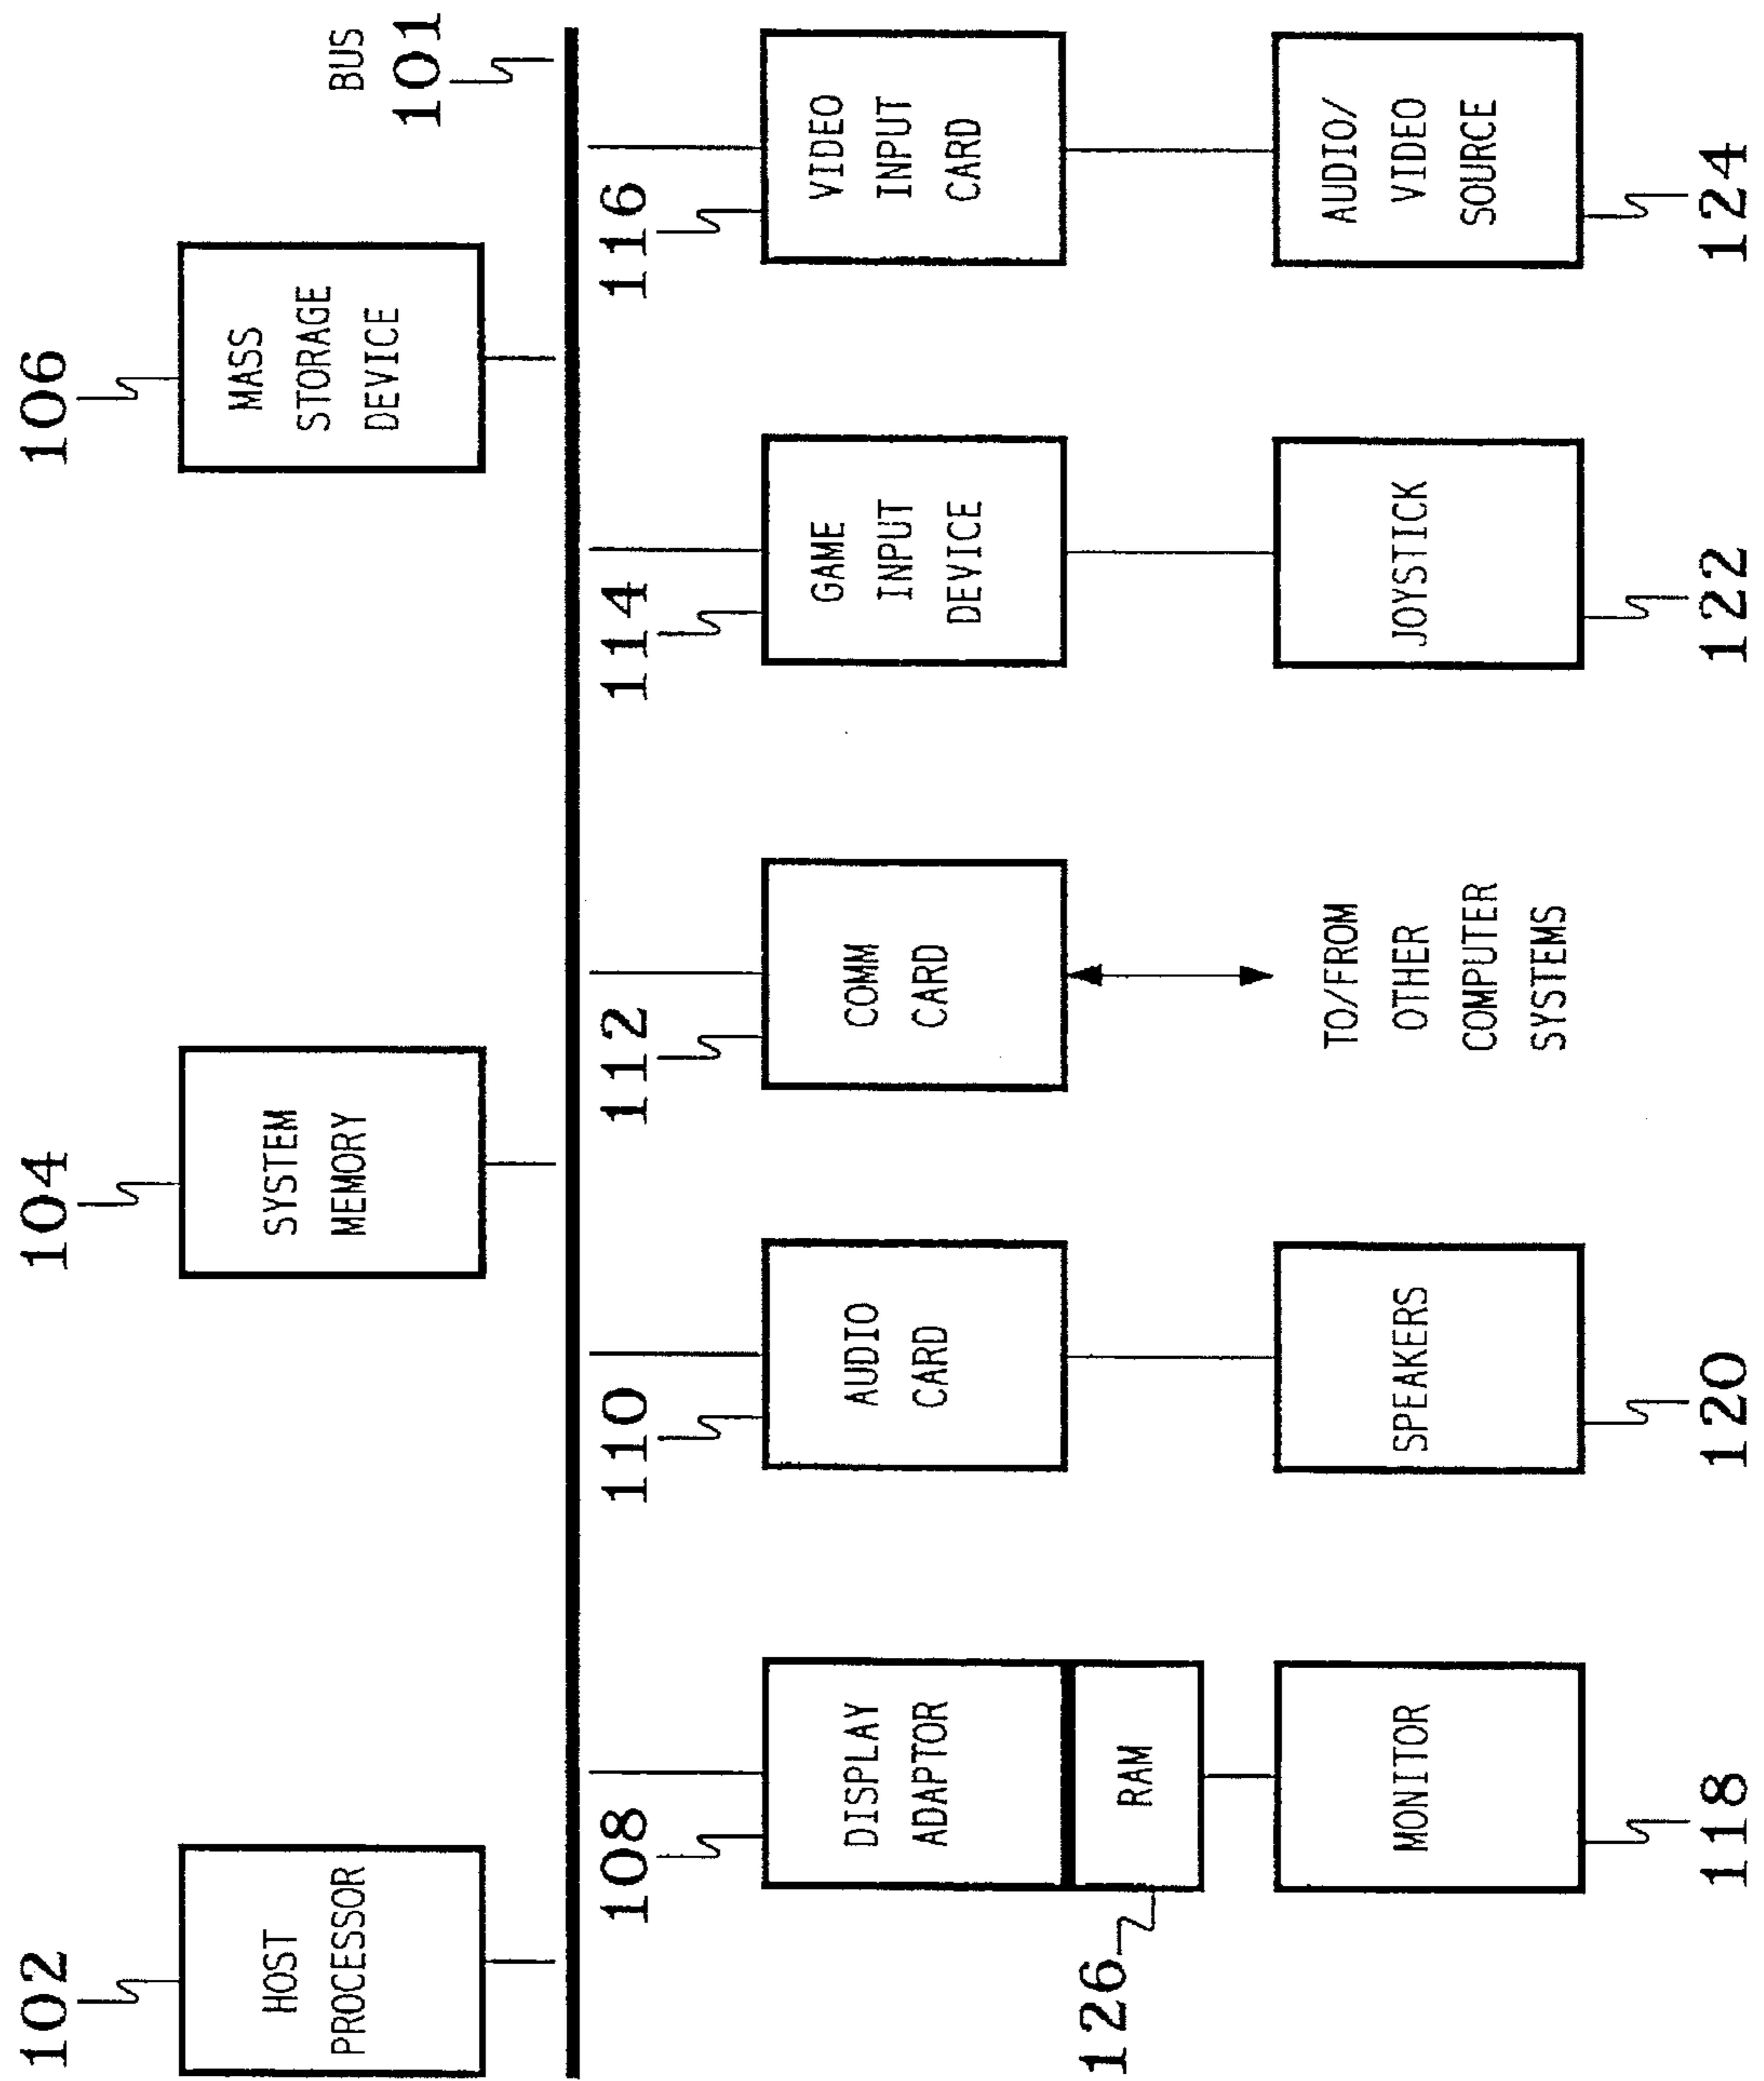 102
104
106
HOST
PROCESSOR
SYSTEM
MEMORY
MASS
STORAGE
DEVICE
BUS
101
108
110
112
114
116
DISPLAY
ADAPTOR
AUDIO
CARD
COMM
CARD
GAME
INPUT
DEVICE
VIDEO
INPUT
CARD
126
RAM
MONITOR
SPEAKERS
TO/FROM
OTHER
COMPUTER
SYSTEMS
JOYSTICK
AUDIO/
VIDEO
SOURCE
118
120
122
124